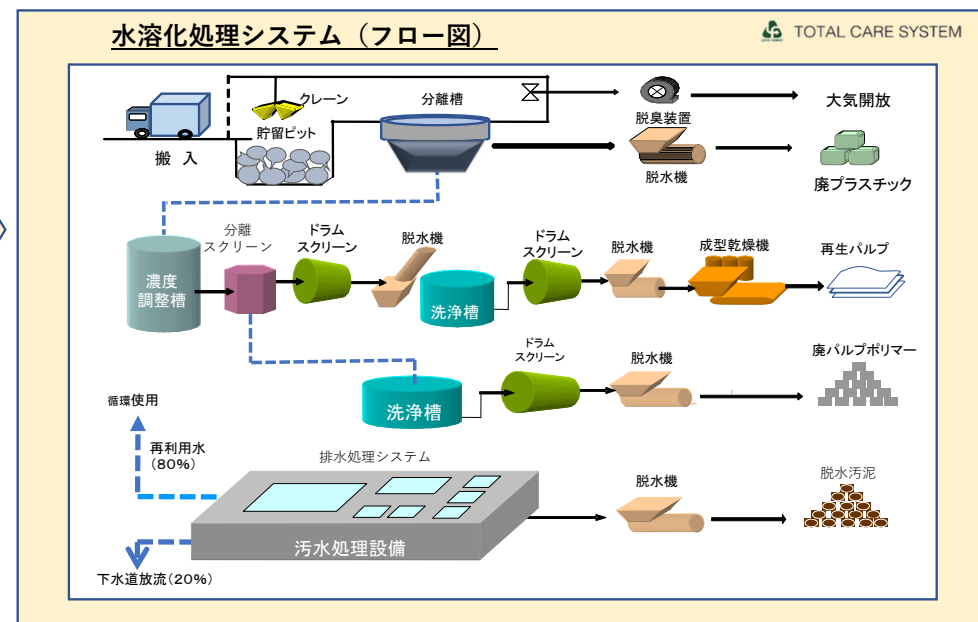 水溶化処理システム（フロー図）
TOTAL CARE SYSTEM
クレーン
分離槽
貯留ピット
搬 入
脱臭装置
大気開放
脱水機
廃プラスチック
分離
スクリーン
ドラム
スクリーン
脱水機
ドラム
スクリーン
脱水機
成型乾燥機
再生パルプ
濃度
調整槽
洗浄槽
ドラム
スクリーン
脱水機
廃パルプポリマー
洗浄槽
循環使用
再利用水
(80%)
排水処理システム
脱水機
脱水汚泥
汚水処理設備
下水道放流(20%)